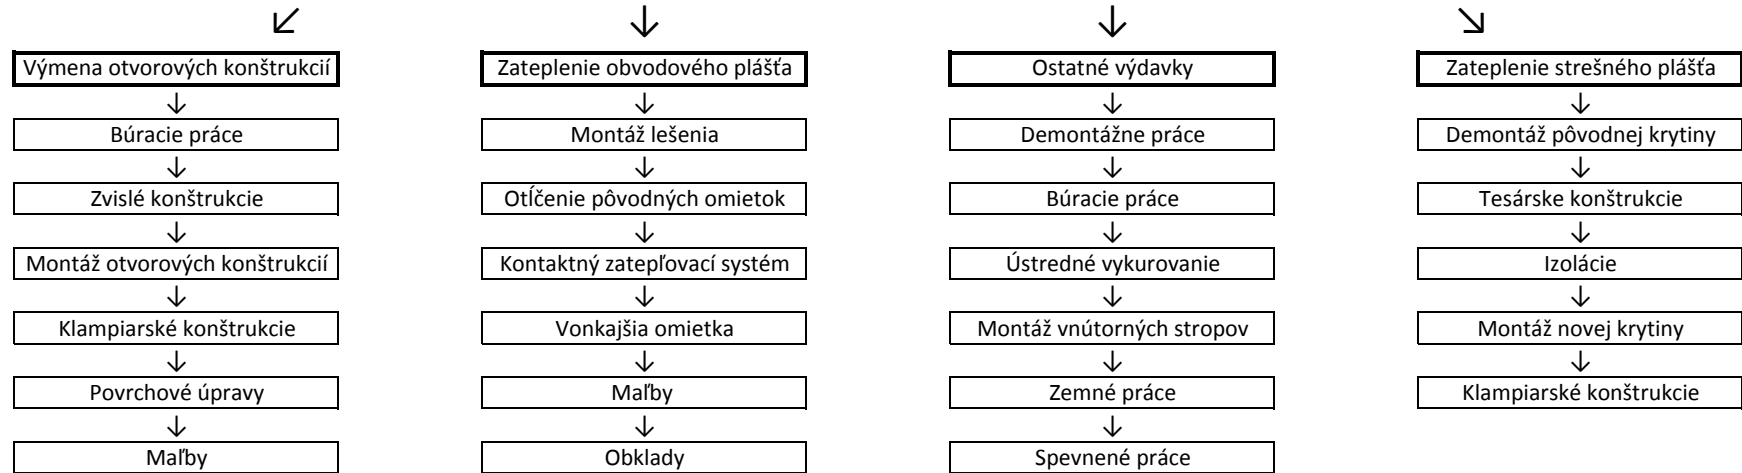 Výmena otvorových konštrukcií
Búracie práce
Zvislé konštrukcie
Montáž otvorových konštrukcií
Klampiarské konštrukcie
Povrchové úpravy
Maľby
Zateplenie obvodového plášťa
Montáž lešenia
Otĺčenie pôvodných omietok
Kontaktný zatepľovací systém
Vonkajšia omietka
Maľby
Obklady
Ostatné výdavky
Demontážne práce
Búracie práce
Ústredné vykurovanie
Montáž vnútorných stropov
Zemné práce
Spevnené práce
Zateplenie strešného plášťa
Demontáž pôvodnej krytiny
Tesárske konštrukcie
Izolácie
Montáž novej krytiny
Klampiarské konštrukcie